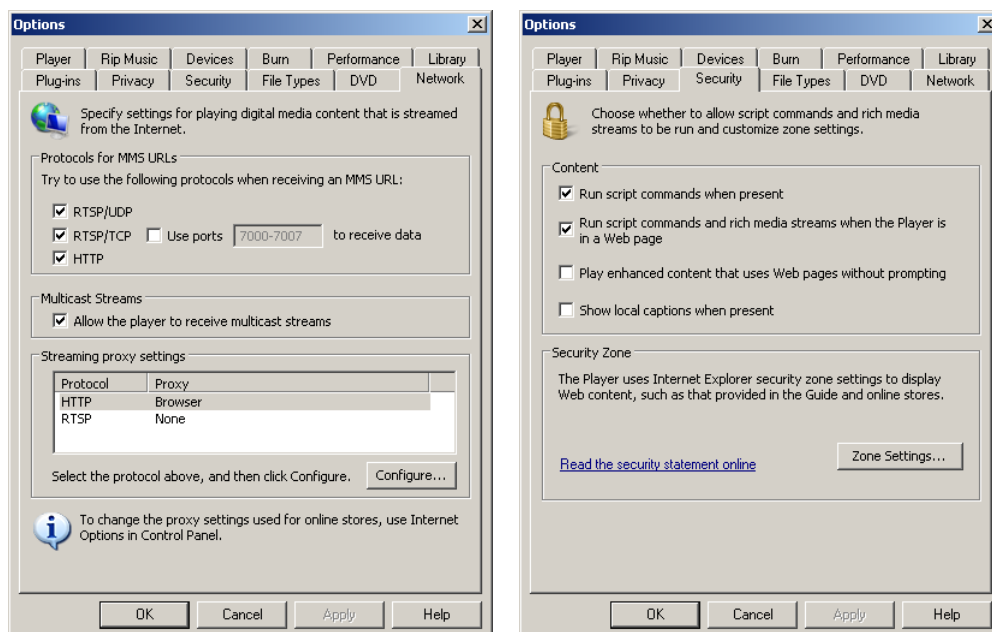 Options
Player Rip Music Devices Burn Performance Library
Plug-ins Privacy Security File Types DVD Network
Specify settings for playing digital media content that is streamed
from the Internet.
Protocols for MMS URLs
Try to use the following protocols when receiving an MMS URL:
RTSP/UDP
RTSP/TCP Use ports 7000-7007 to receive data
HTTP
Multicast Streams
Allow the player to receive multicast streams
Streaming proxy settings
Protocol Proxy
HTTP Browser
RTSP None
Select the protocol above, and then click Configure. Configure...
To change the proxy settings used for online stores, use Internet
Options in Control Panel.
OK Cancel Apply Help
Options
Player Rip Music Devices Burn Performance Library
Plug-ins Privacy Security File Types DVD Network
Choose whether to allow script commands and rich media
streams to be run and customize zone settings.
Content
Run script commands when present
Run script commands and rich media streams when the Player is
in a Web page
Play enhanced content that uses Web pages without prompting
Show local captions when present
Security Zone
The Player uses Internet Explorer security zone settings to display
Web content, such as that provided in the Guide and online stores.
Read the security statement online Zone Settings...
OK Cancel Apply Help